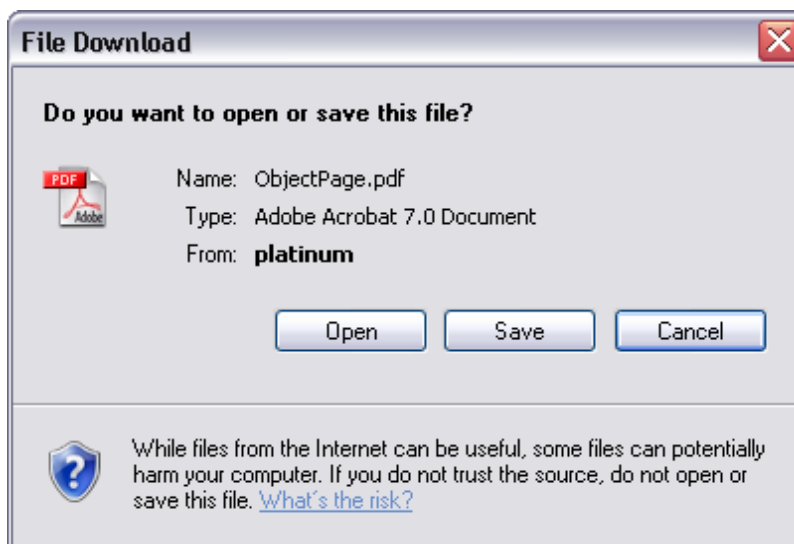 File Download
Do you want to open or save this file?
PDF
Adobe
Name: ObjectPage.pdf
Type: Adobe Acrobat 7.0 Document
From: platinum
Open Save Cancel
While files from the Internet can be useful, some files can potentially
harm your computer. If you do not trust the source, do not open or
save this file. What's the risk?